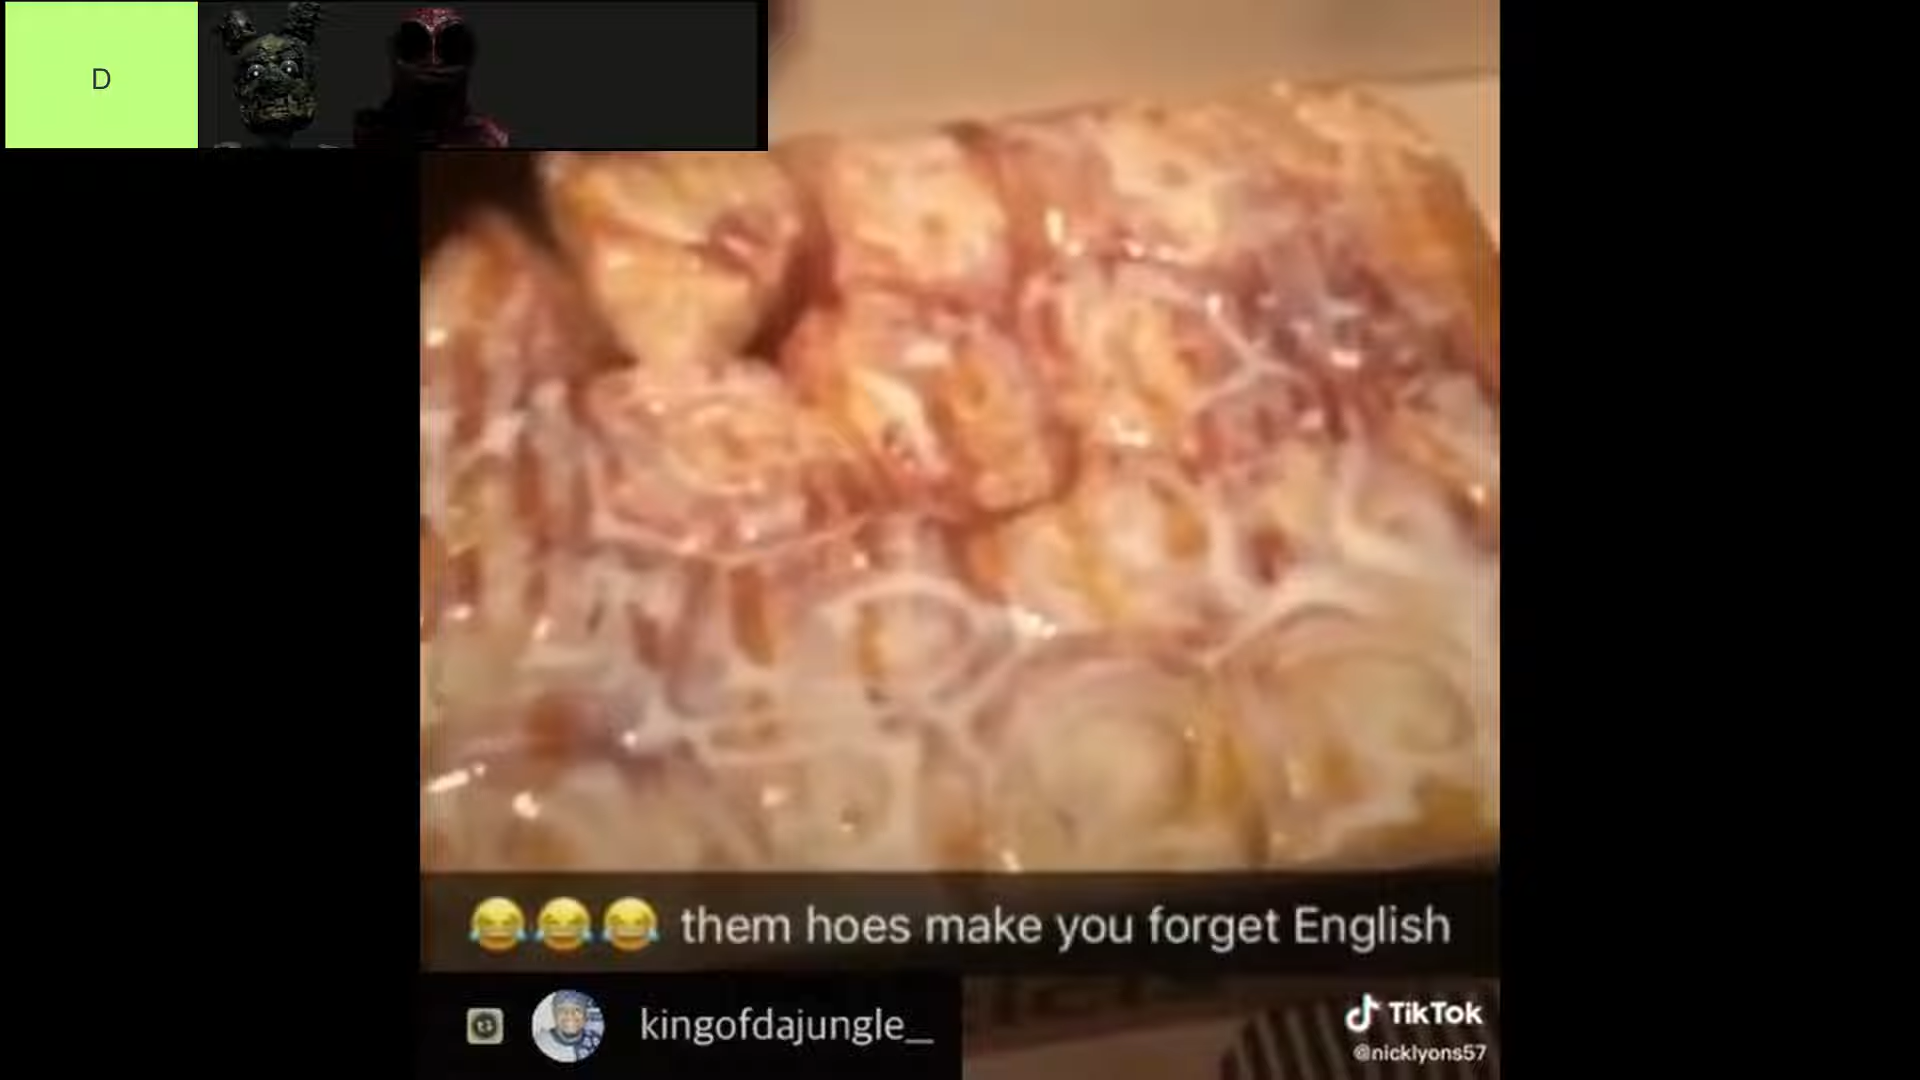 D
😂😂😂 them hoes make you forget English
kingofdajungle_
TikTok
@nicklyons57